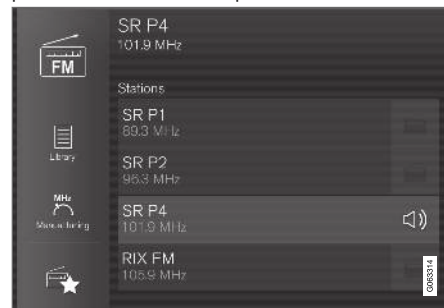 SR P4
101.9 MHz
FM
Stations
SR P1
89.3 MHz
Library
SR P2
96.3 MHz
MHz
Manual tuning
SR P4
101.9 MHz
RIX FM
105.9 MHz
G063314